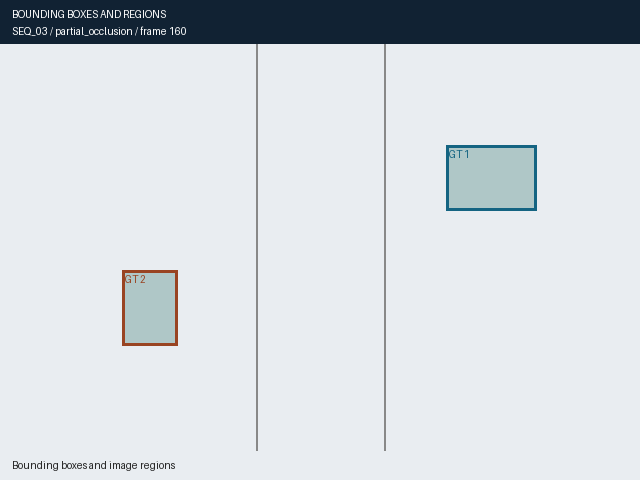 BOUNDING BOXES AND REGIONS
SEQ_03 / partial_occlusion / frame 160
GT1
GT2
Bounding boxes and image regions